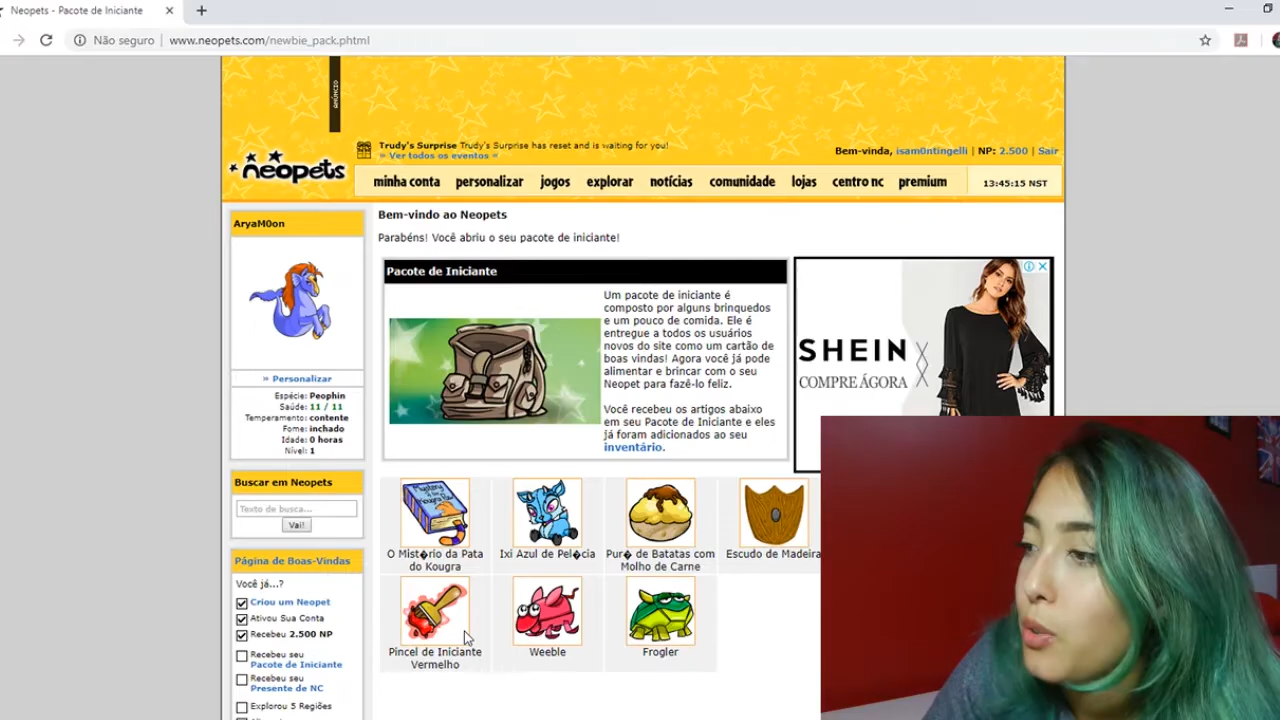 Neopets - Pacote de Iniciante
Não seguro
www.neopets.com/newbie_pack.phtml
ANÚNCIO
neopets
Trudy's Surprise Trudy's Surprise has reset and is waiting for you!
» Ver todos os eventos «
Bem-vinda, isam0ntingelli | NP: 2.500 | Sair
minha conta personalizar jogos explorar notícias comunidade lojas centro nc premium
13:45:15 NST
AryaM0on
» Personalizar
Espécie: Peophin
Saúde: 11 / 11
Temperamento: contente
Fome: inchado
Idade: 0 horas
Nível: 1
Buscar em Neopets
Texto de busca...
Vai!
Página de Boas-Vindas
Você já...?
Criou um Neopet
Ativou Sua Conta
Recebeu 2.500 NP
Recebeu seu
Pacote de Iniciante
Recebeu seu
Presente de NC
Explorou 5 Regiões
Bem-vindo ao Neopets
Parabéns! Você abriu o seu pacote de iniciante!
Pacote de Iniciante
Um pacote de iniciante é
composto por alguns brinquedos
e um pouco de comida. Ele é
entregue a todos os usuários
novos do site como um cartão de
boas vindas! Agora você já pode
alimentar e brincar com o seu
Neopet para fazê-lo feliz.
Você recebeu os artigos abaixo
em seu Pacote de Iniciante e eles
já foram adicionados ao seu
inventário.
SHEIN
COMPRE ÁGORA
O Mist�rio da Pata
do Kougra
Ixi Azul de Pel�cia
Pur� de Batatas com
Molho de Carne
Escudo de Madeira
Pincel de Iniciante
Vermelho
Weeble
Frogler